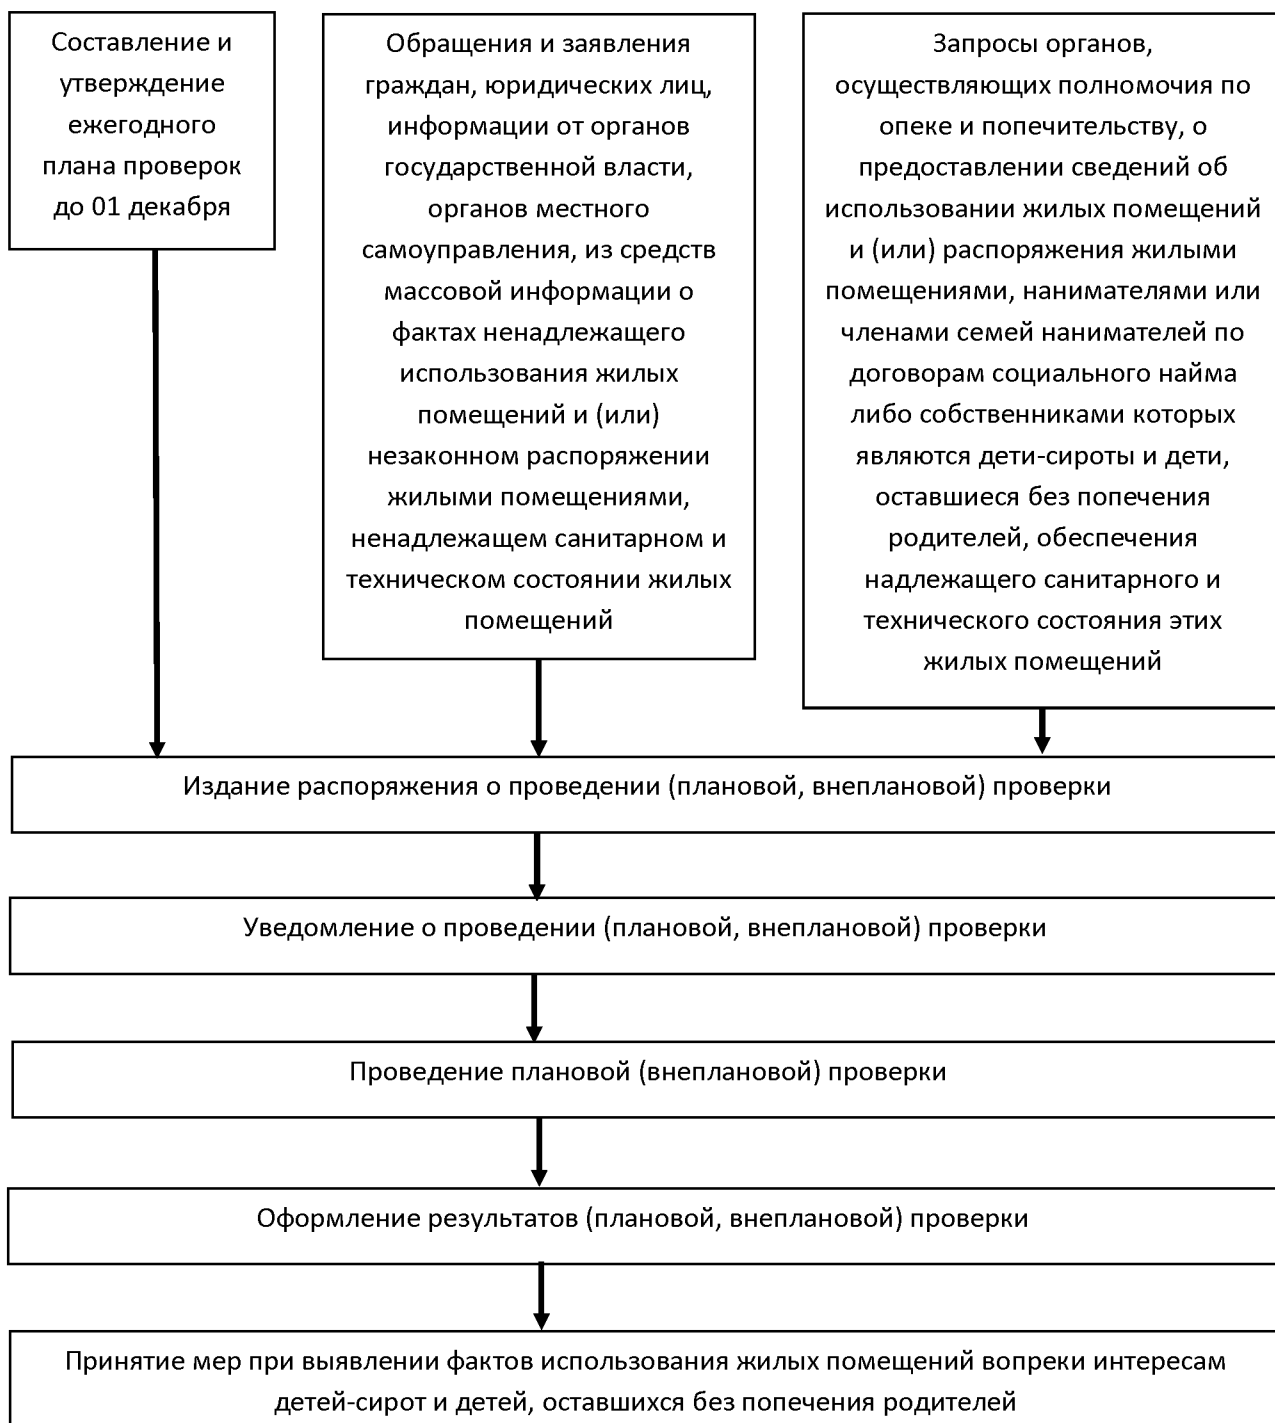 Составление и
утверждение
ежегодного
плана проверок
до 01 декабря
Обращения и заявления
граждан, юридических лиц,
информации от органов
государственной власти,
органов местного
самоуправления, из средств
массовой информации о
фактах ненадлежащего
использования жилых
помещений и (или)
незаконном распоряжении
жилыми помещениями,
ненадлежащем санитарном и
техническом состоянии жилых
помещений
Запросы органов,
осуществляющих полномочия по
опеке и попечительству, о
предоставлении сведений об
использовании жилых помещений
и (или) распоряжения жилыми
помещениями, нанимателями или
членами семей нанимателей по
договорам социального найма
либо собственниками которых
являются дети-сироты и дети,
оставшиеся без попечения
родителей, обеспечения
надлежащего санитарного и
технического состояния этих
жилых помещений
Издание распоряжения о проведении (плановой, внеплановой) проверки
Уведомление о проведении (плановой, внеплановой) проверки
Проведение плановой (внеплановой) проверки
Оформление результатов (плановой, внеплановой) проверки
Принятие мер при выявлении фактов использования жилых помещений вопреки интересам
детей-сирот и детей, оставшихся без попечения родителей